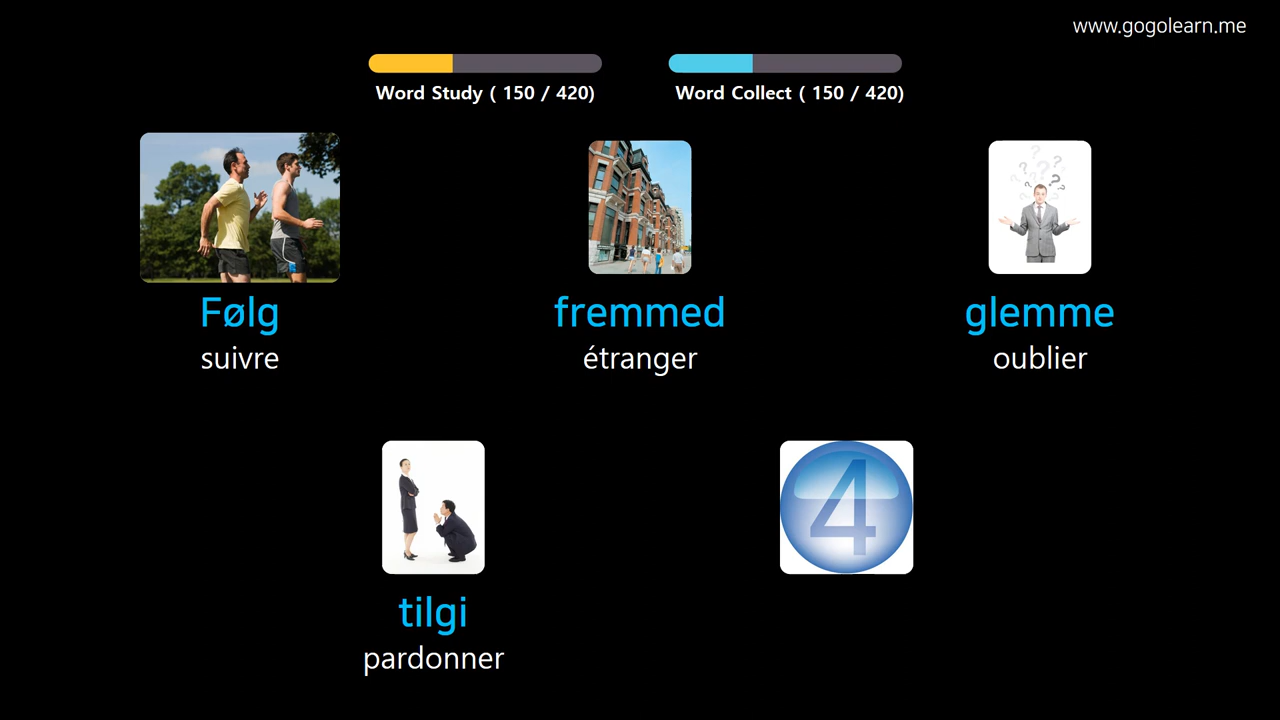 www.gogolearn.me
Word Study ( 150 / 420)
Word Collect ( 150 / 420)
Følg
suivre
fremmed
étranger
glemme
oublier
4
tilgi
pardonner